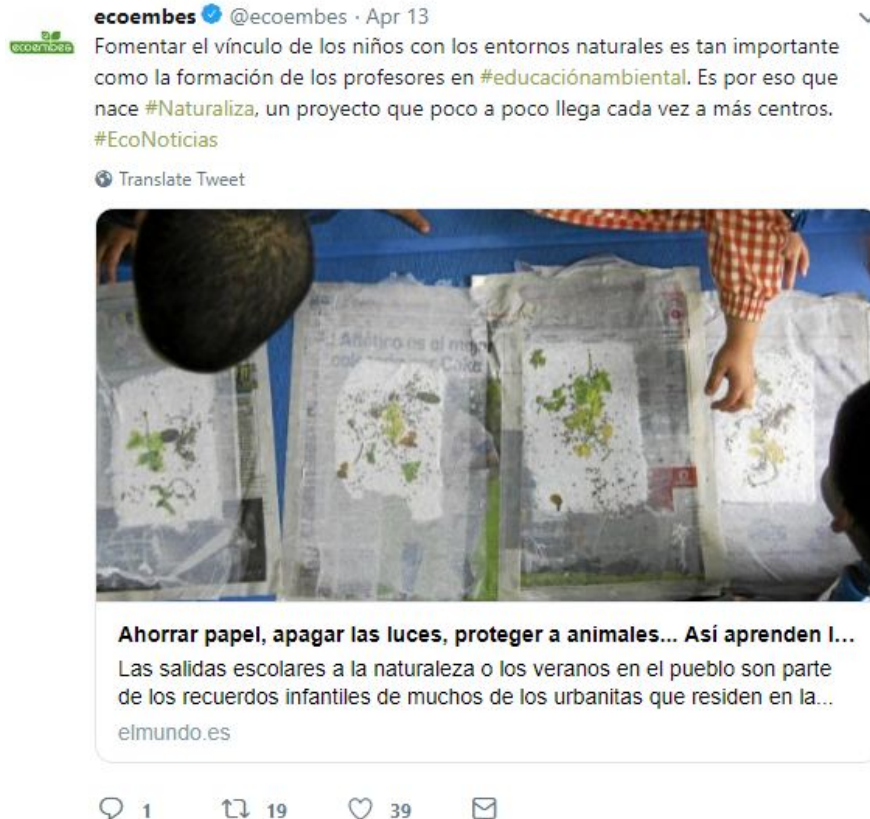 ecoembes @ecoembes · Apr 13
ecoembes
Fomentar el vínculo de los niños con los entornos naturales es tan importante
como la formación de los profesores en #educaciónambiental. Es por eso que
nace #Naturaliza, un proyecto que poco a poco llega cada vez a más centros.
#EcoNoticias
Translate Tweet
Ahorrar papel, apagar las luces, proteger a animales... Así aprenden l...
Las salidas escolares a la naturaleza o los veranos en el pueblo son parte
de los recuerdos infantiles de muchos de los urbanitas que residen en la...
elmundo.es
1 19 39